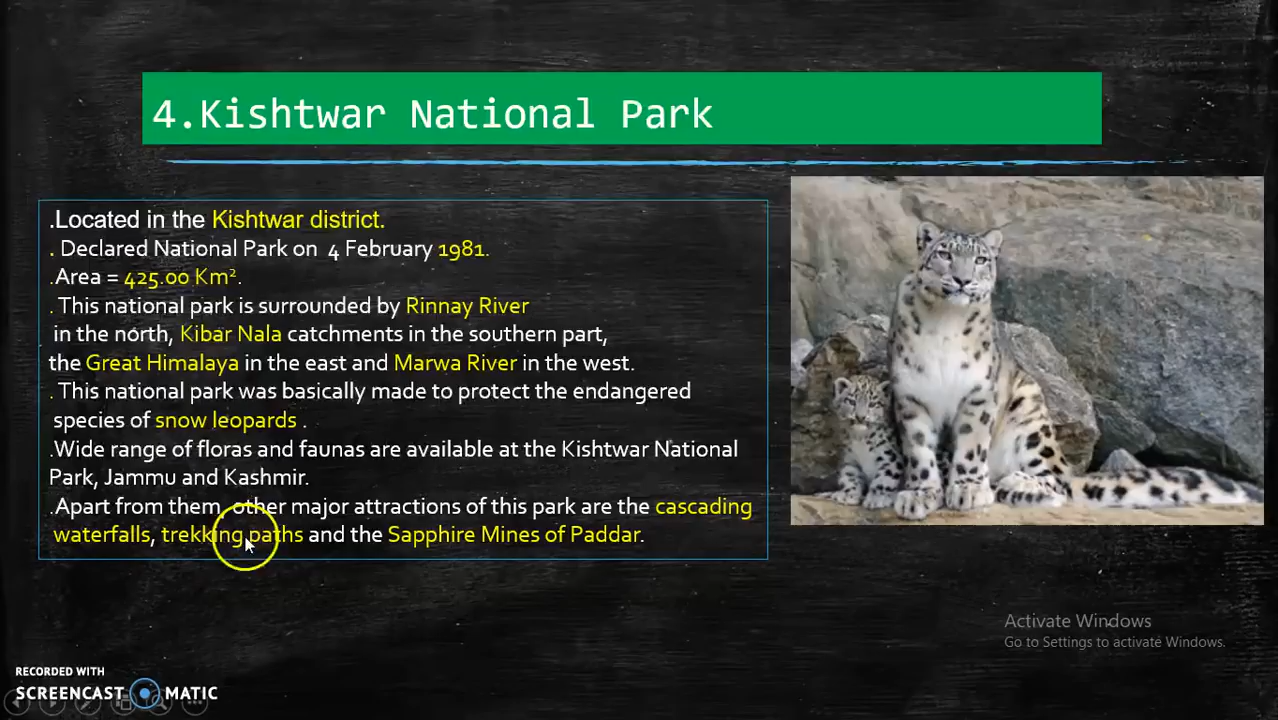 4.Kishtwar National Park
.Located in the Kishtwar district.
. Declared National Park on 4 February 1981.
.Area = 425.00 Km².
. This national park is surrounded by Rinnay River
in the north, Kibar Nala catchments in the southern part,
the Great Himalaya in the east and Marwa River in the west.
. This national park was basically made to protect the endangered
species of snow leopards .
.Wide range of floras and faunas are available at the Kishtwar National
Park, Jammu and Kashmir.
.Apart from them, other major attractions of this park are the cascading
waterfalls, trekking paths and the Sapphire Mines of Paddar.
Activate Windows
Go to Settings to activate Windows.
RECORDED WITH
SCREENCAST MATIC